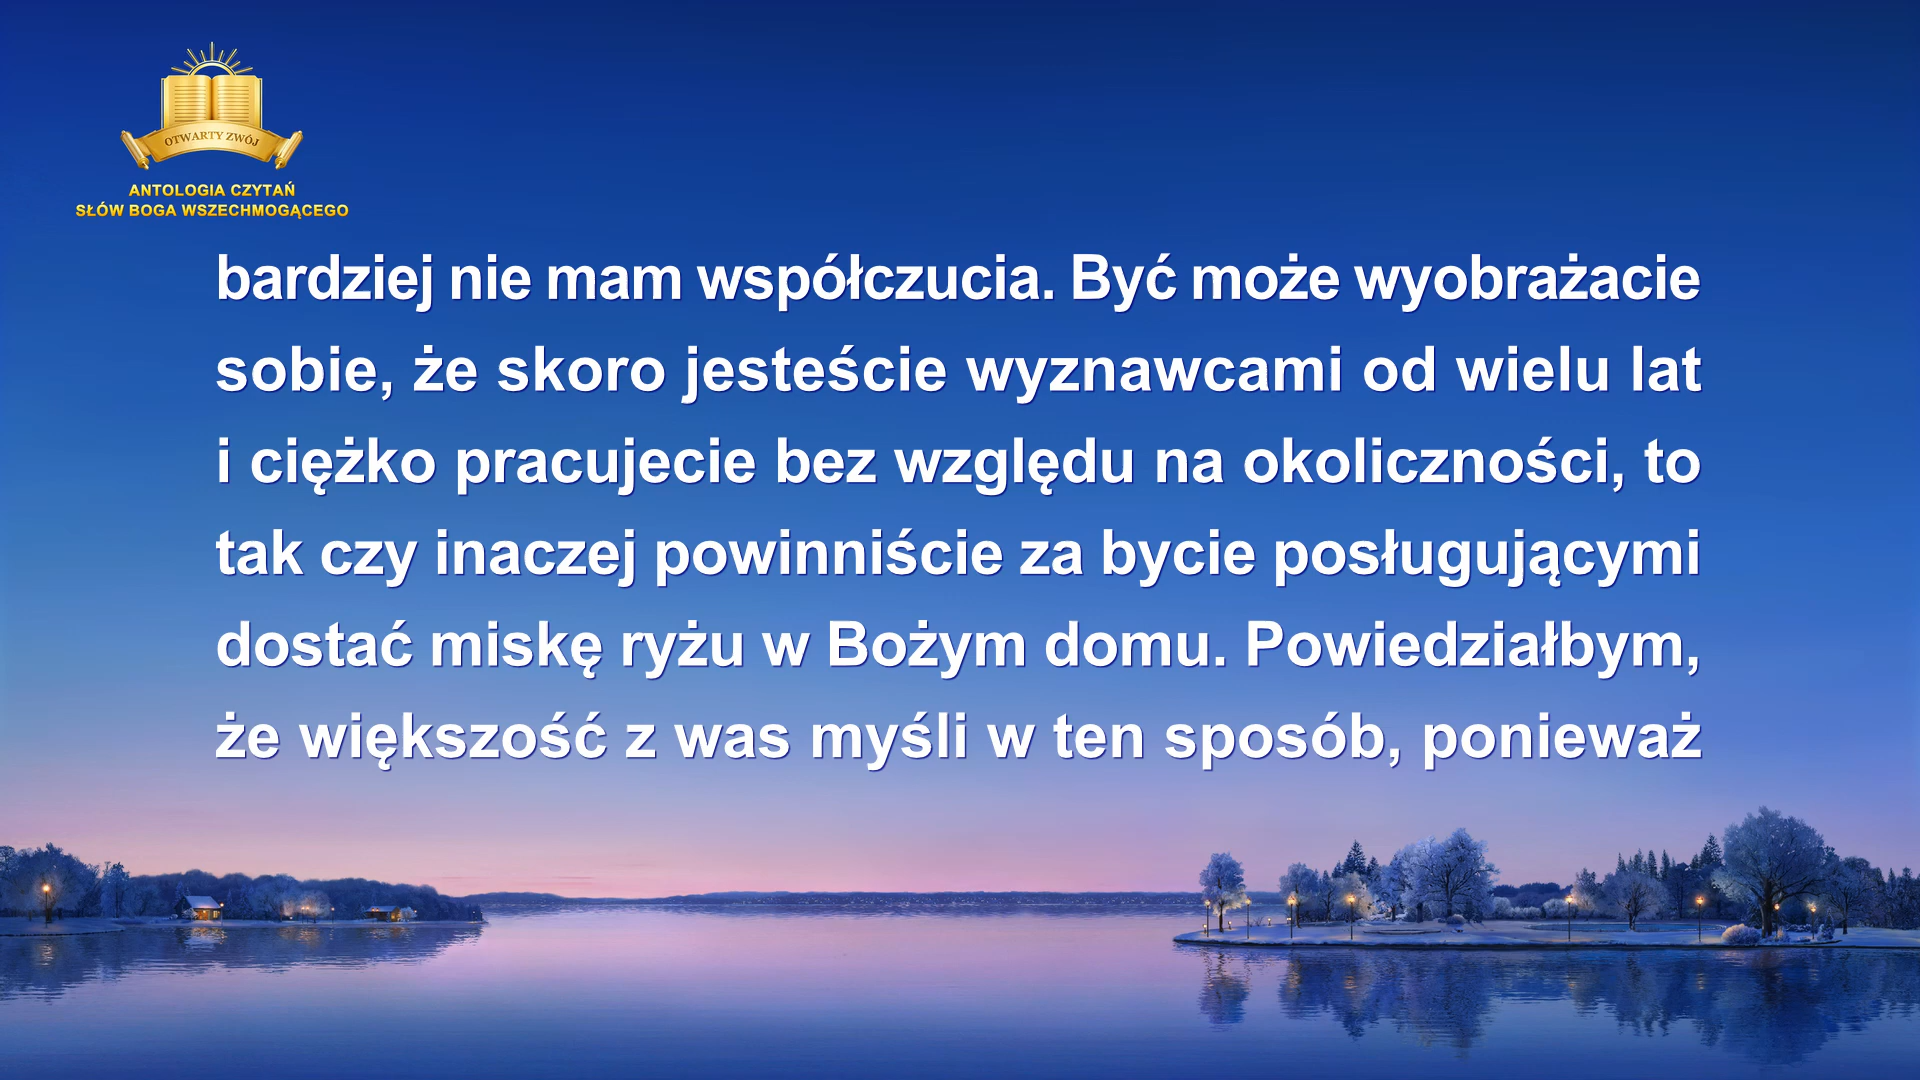 OTWARTY ZWÓJ
ANTOLOGIA CZYTAŃ
SŁÓW BOGA WSZECHMOGĄCEGO
bardziej nie mam współczucia. Być może wyobrażacie
sobie, że skoro jesteście wyznawcami od wielu lat
i ciężko pracujecie bez względu na okoliczności, to
tak czy inaczej powinniście za bycie posługującymi
dostać miskę ryżu w Bożym domu. Powiedziałbym,
że większość z was myśli w ten sposób, ponieważ